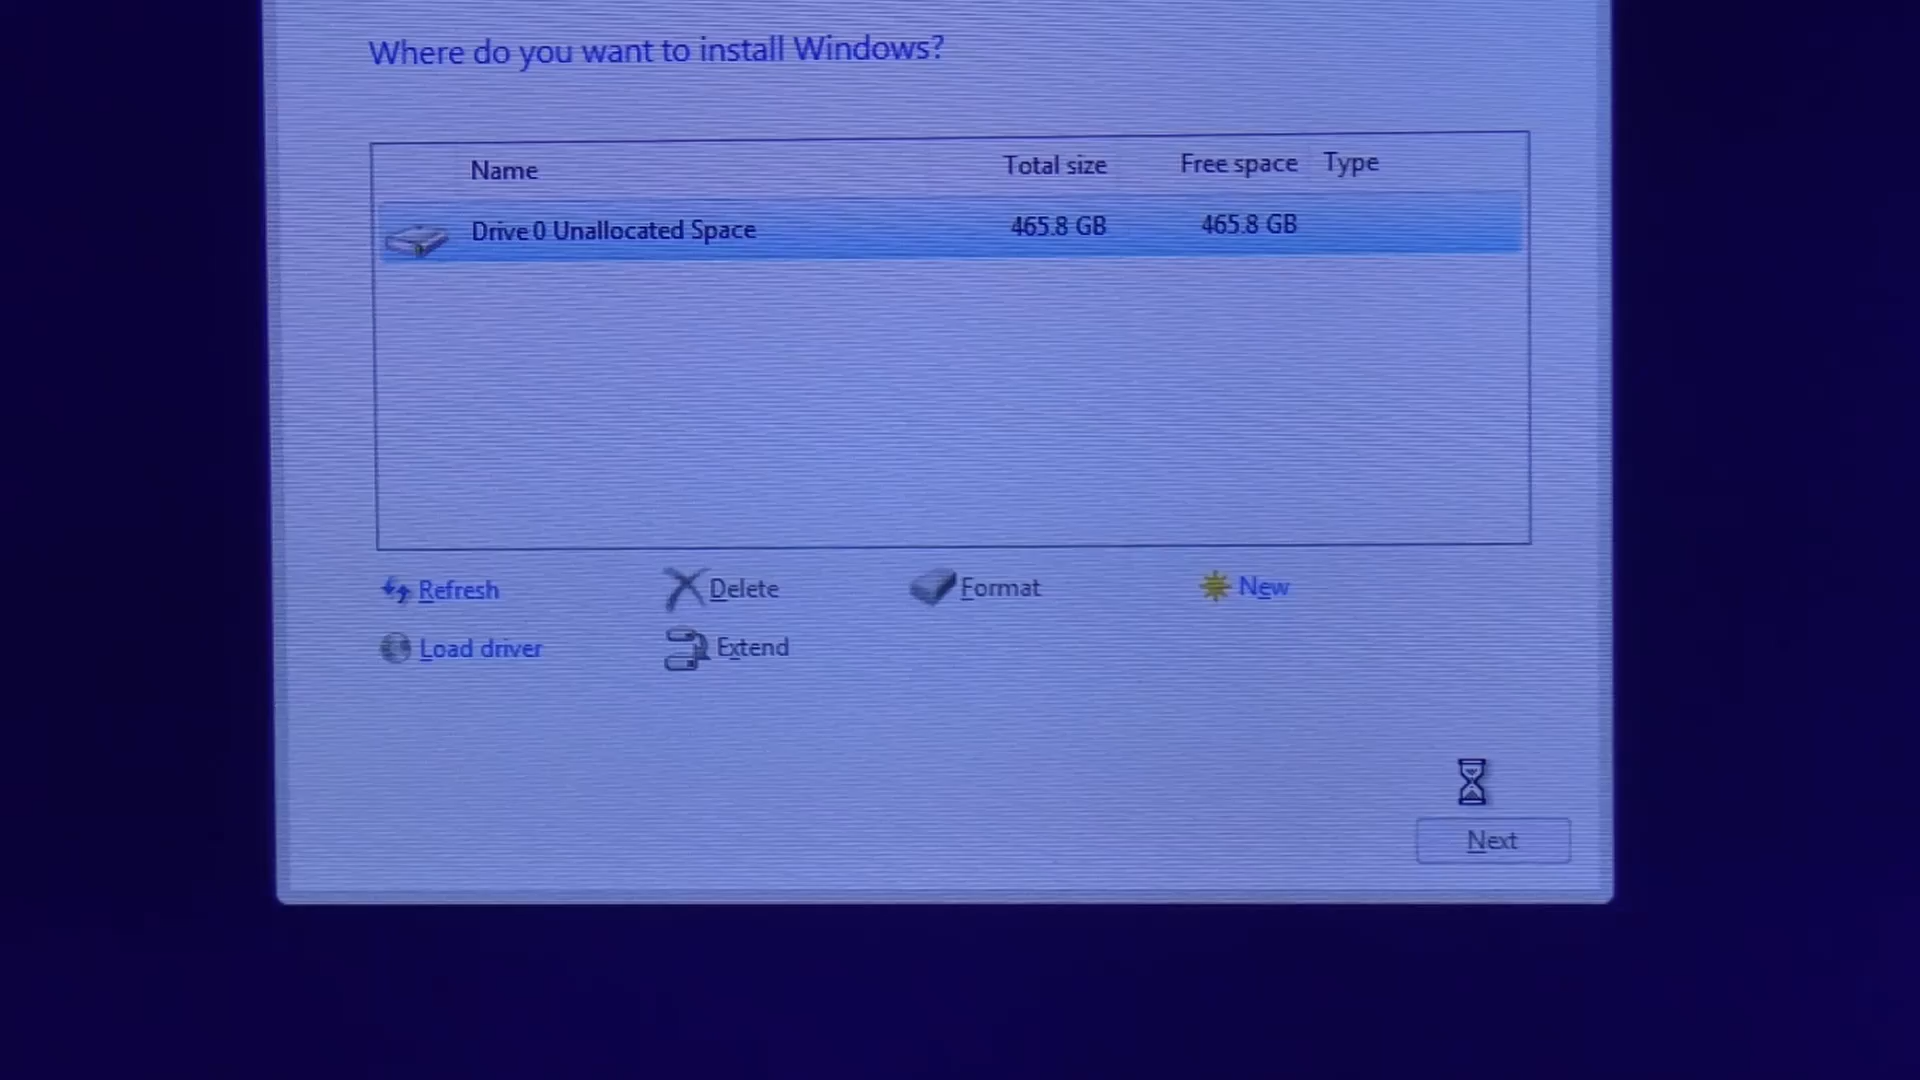 Where do you want to install Windows?
Name Total size Free space Type
Drive 0 Unallocated Space 465.8 GB 465.8 GB
Refresh Delete Format New
Load driver Extend
Next